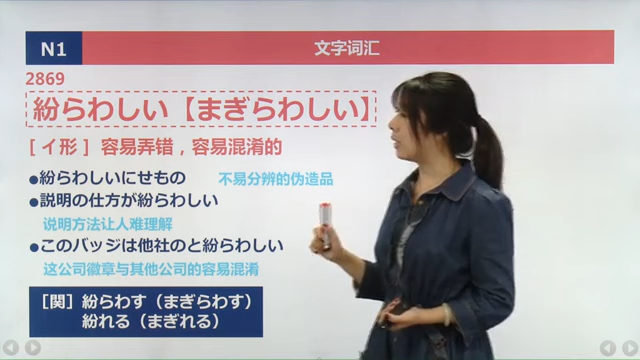 N1
文字词汇
2869
紛らわしい【まぎらわしい】
[ イ形 ] 容易弄错，容易混淆的
●紛らわしいにせもの 不易分辨的伪造品
●説明の仕方が紛らわしい
说明方法让人难理解
●このバッジは他社のと紛らわしい
这公司徽章与其他公司的容易混淆
［関］紛らわす（まぎらわす）
紛れる（まぎれる）